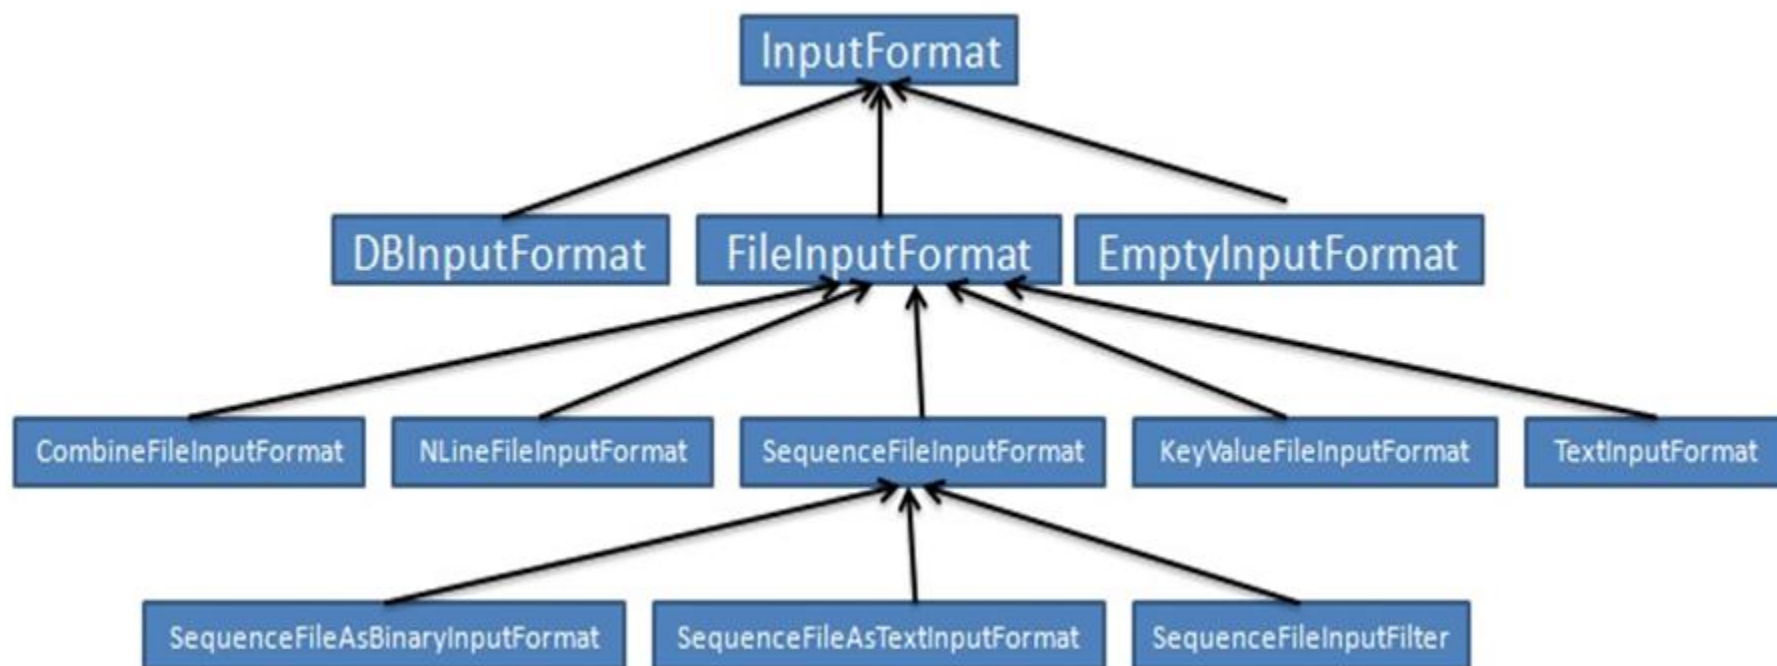 InputFormat
DBInputFormat
FileInputFormat
EmptyInputFormat
CombineFileInputFormat
NLineFileInputFormat
SequenceFileInputFormat
KeyValueFileInputFormat
TextInputFormat
SequenceFileAsBinaryInputFormat
SequenceFileAsTextInputFormat
SequenceFileInputFilter